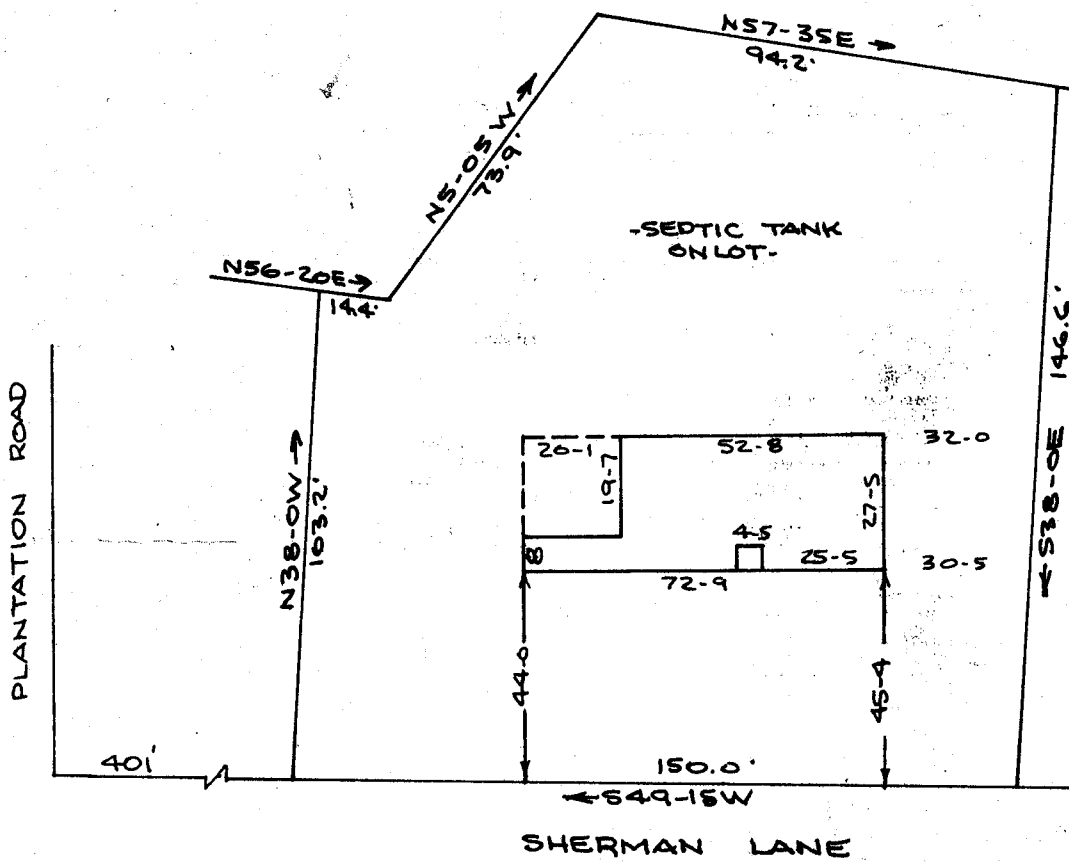 N57-35E →
94.2'
N5-05W →
73.9'
-SEPTIC TANK
ON LOT-
N56-20E→
14.4'
PLANTATION ROAD
N38-0W →
103.2'
← S38-0E 146.6'
20-1
52-8
32-0
19-7
27-5
8
4-5
25-5
30-5
72-9
44-0
45-4
401'
150.0'
← S49-15W
SHERMAN LANE